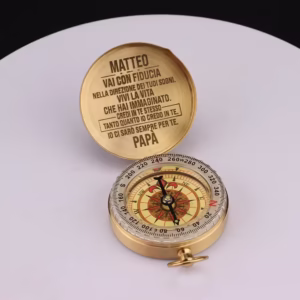 MATTEO
VAI CON FIDUCIA
NELLA DIREZIONE DEI TUOI SOGNI.
VIVI LA VITA
CHE HAI IMMAGINATO.
CREDI IN TE STESSO
TANTO QUANTO IO CREDO IN TE.
IO CI SARÒ SEMPRE PER TE.
PAPÀ